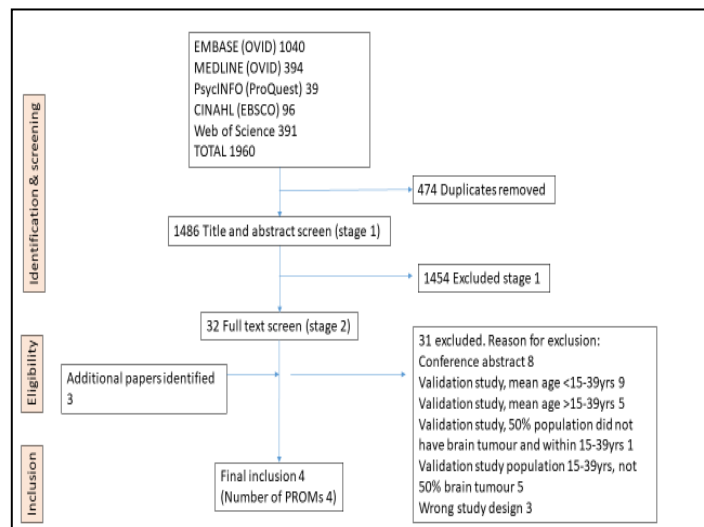 EMBASE (OVID) 1040
MEDLINE (OVID) 394
PsycINFO (ProQuest) 39
CINAHL (EBSCO) 96
Web of Science 391
TOTAL 1960
Identification & screening
474 Duplicates removed
1486 Title and abstract screen (stage 1)
1454 Excluded stage 1
32 Full text screen (stage 2)
Eligibility
Additional papers identified
3
31 excluded. Reason for exclusion:
Conference abstract 8
Validation study, mean age <15-39yrs 9
Validation study, mean age >15-39yrs 5
Validation study, 50% population did not
have brain tumour and within 15-39yrs 1
Validation study population 15-39yrs, not
50% brain tumour 5
Wrong study design 3
Inclusion
Final inclusion 4
(Number of PROMs 4)